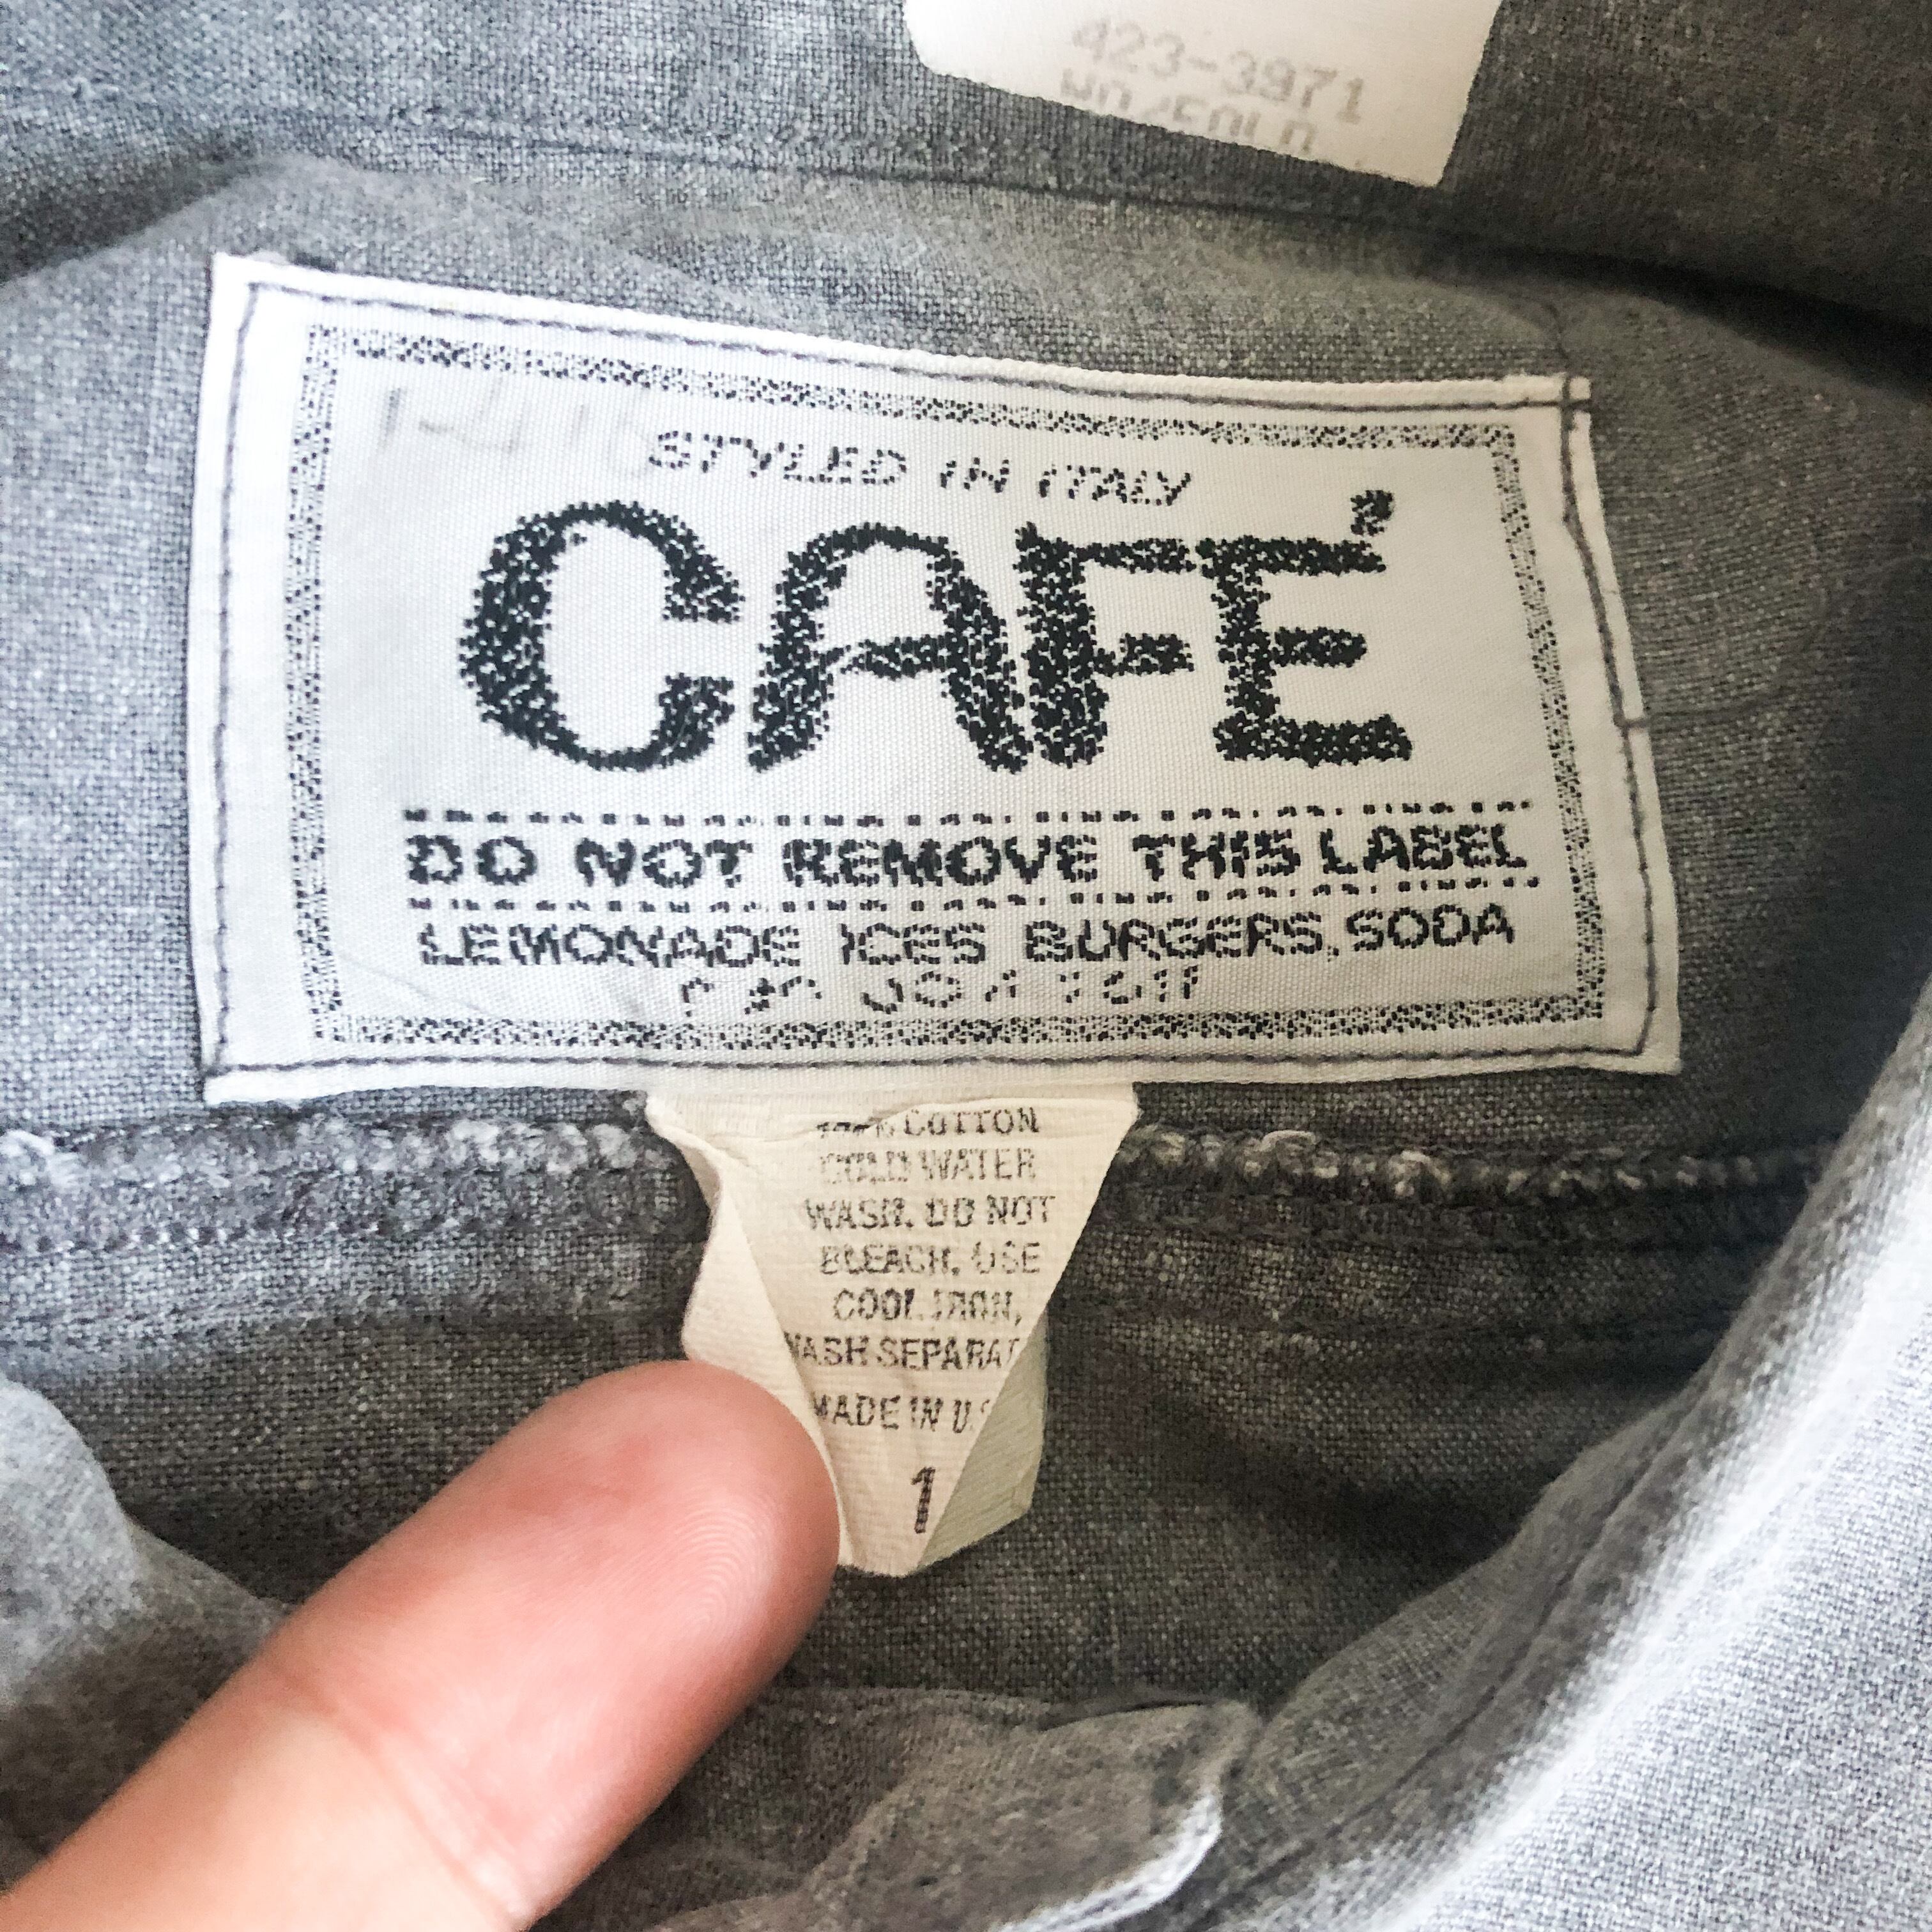 423-3971
STYLED IN ITALY
CAFE'
DO NOT REMOVE THIS LABEL
LEMONADE ICES BURGERS, SODA
COTTON
COLD WATER
WASH. DO NOT
BLEACH. USE
COOL IRON,
MADE IN
1